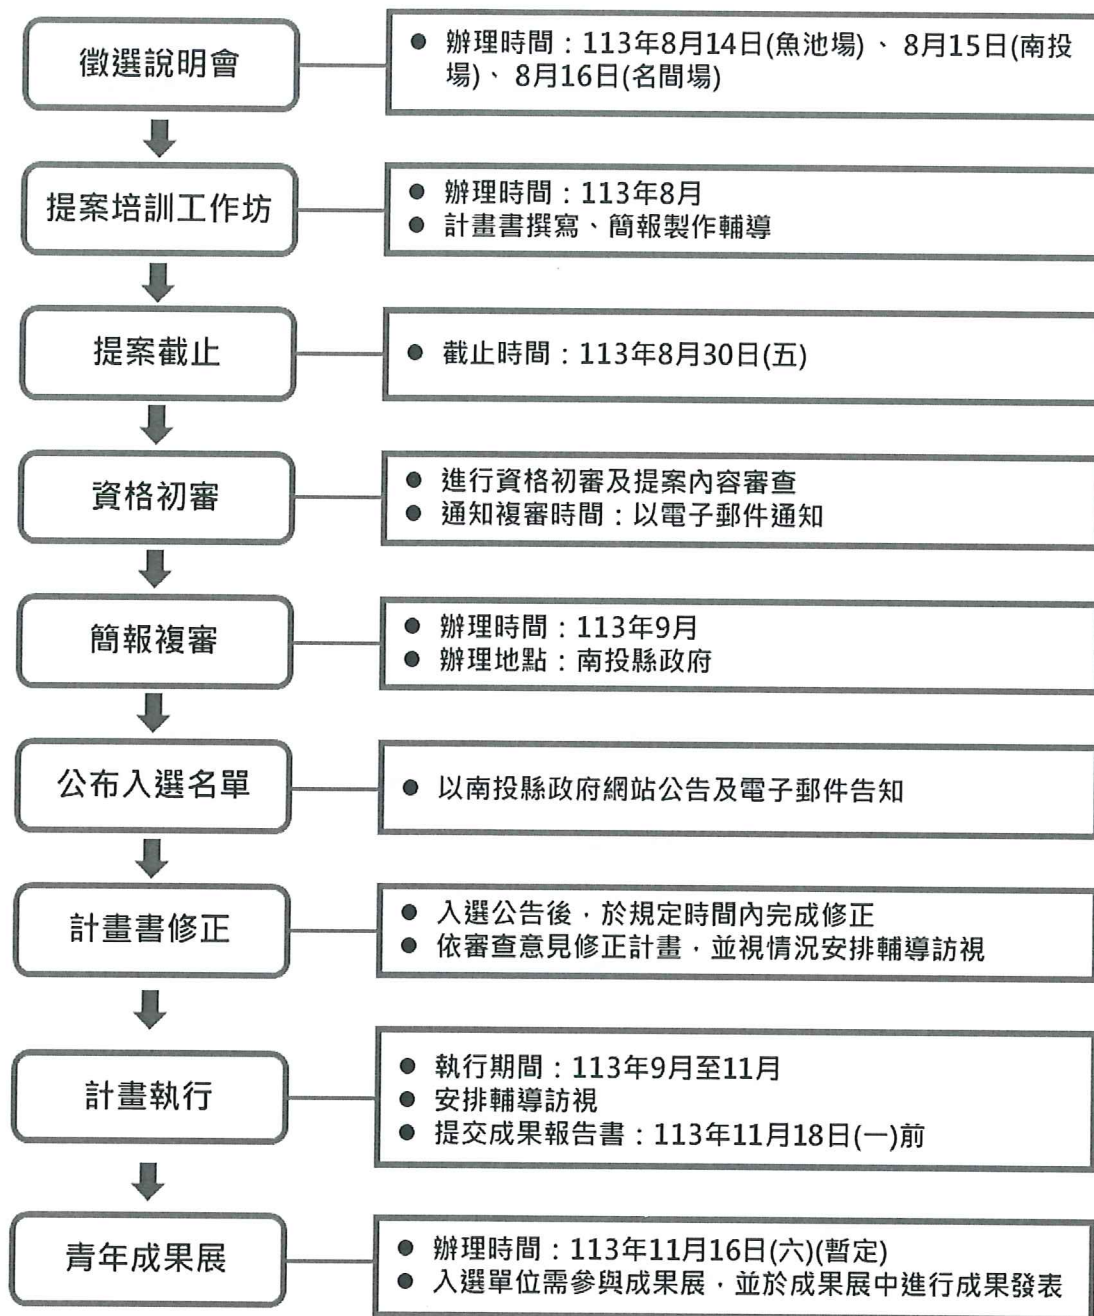 徵選說明會
● 辦理時間：113年8月14日(魚池場)、8月15日(南投
場)、8月16日(名間場)
提案培訓工作坊
● 辦理時間：113年8月
● 計畫書撰寫、簡報製作輔導
提案截止
● 截止時間：113年8月30日(五)
資格初審
● 進行資格初審及提案內容審查
● 通知複審時間：以電子郵件通知
簡報複審
● 辦理時間：113年9月
● 辦理地點：南投縣政府
公布入選名單
● 以南投縣政府網站公告及電子郵件告知
計畫書修正
● 入選公告後，於規定時間內完成修正
● 依審查意見修正計畫，並視情況安排輔導訪視
計畫執行
● 執行期間：113年9月至11月
● 安排輔導訪視
● 提交成果報告書：113年11月18日(一)前
青年成果展
● 辦理時間：113年11月16日(六)(暫定)
● 入選單位需參與成果展，並於成果展中進行成果發表